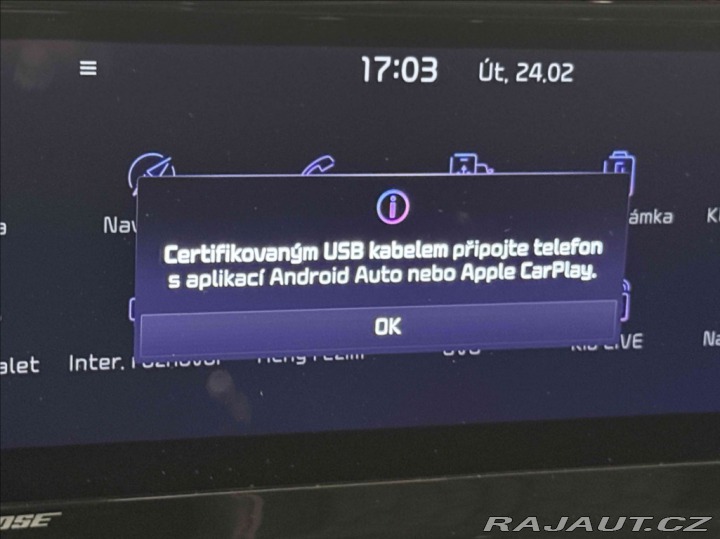 17:03 Út, 24.02
Nav
ámka
Certifikovaným USB kabelem připojte telefon
s aplikací Android Auto nebo Apple CarPlay.
OK
alet Inter.
LIVE
RAJAUT.CZ